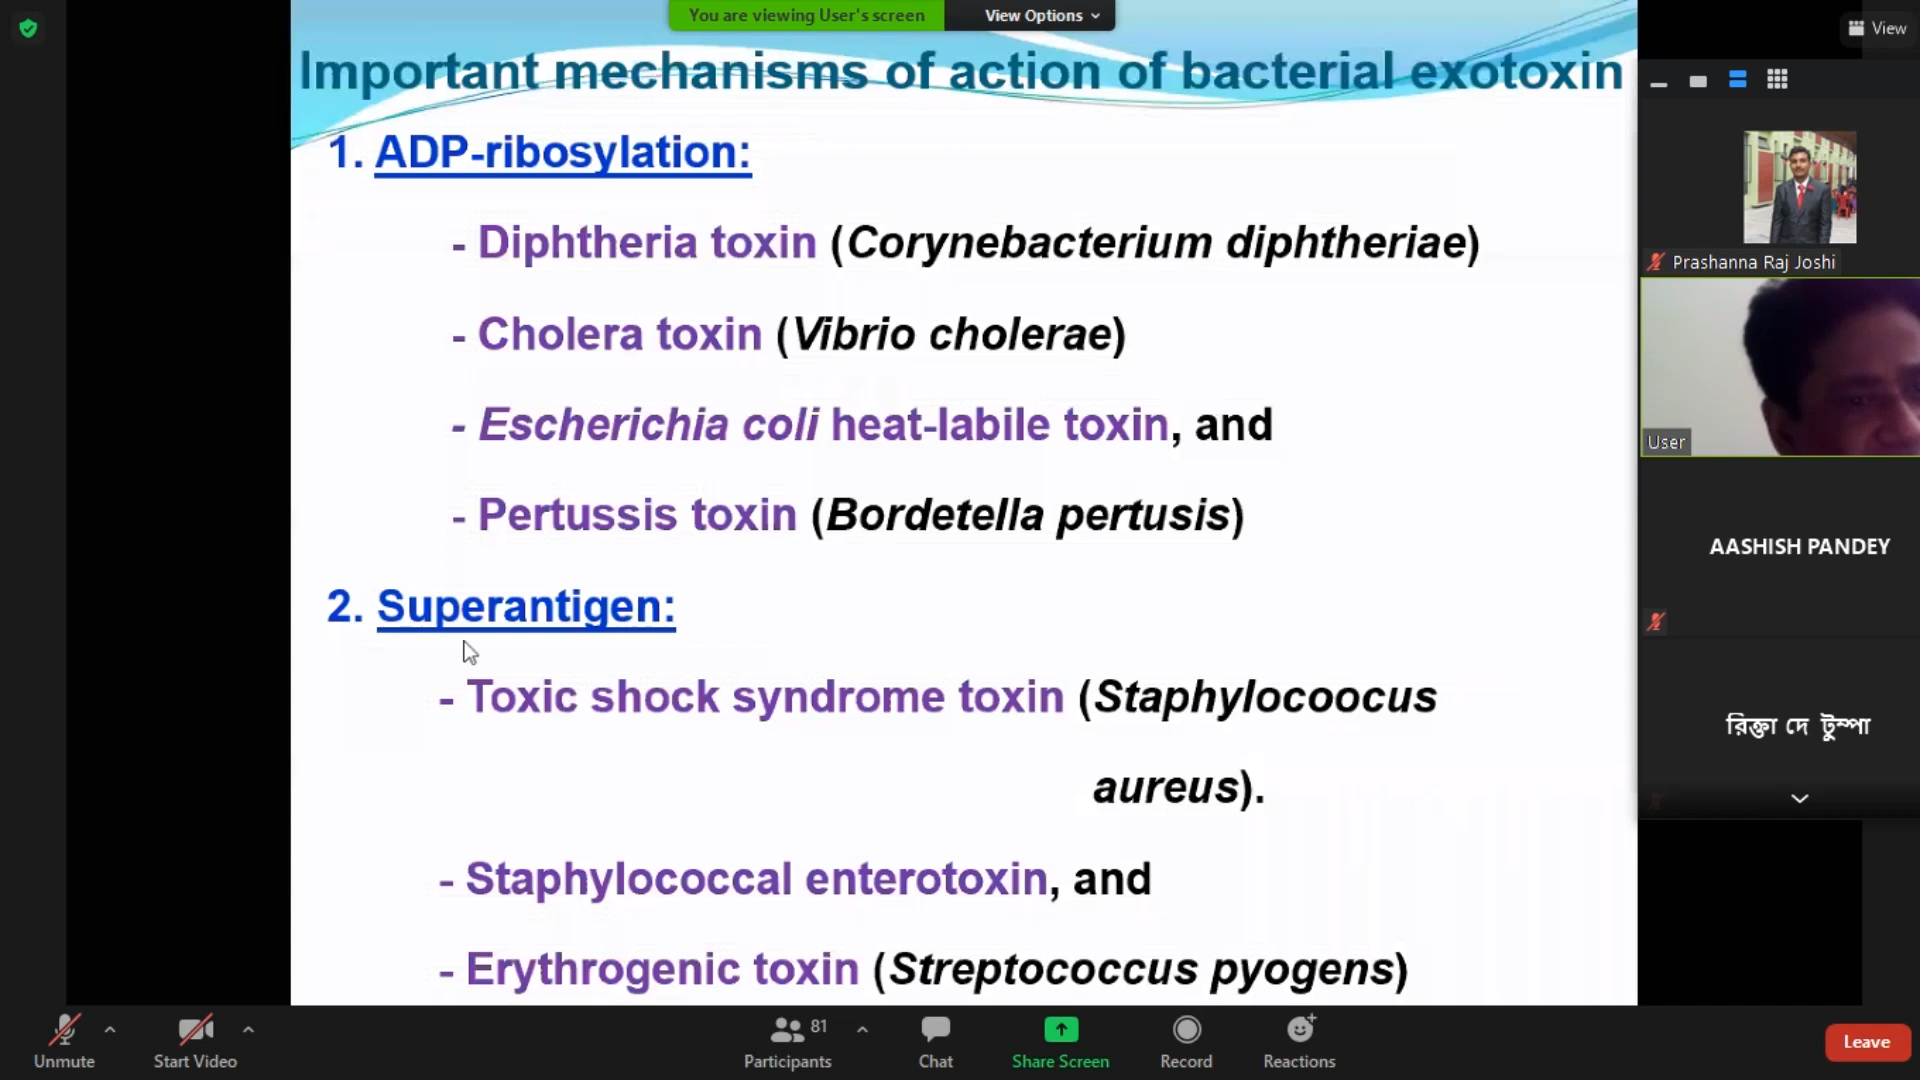 You are viewing User's screen
View Options
View
Important mechanisms of action of bacterial exotoxin
1. ADP-ribosylation:
- Diphtheria toxin (Corynebacterium diphtheriae)
- Cholera toxin (Vibrio cholerae)
- Escherichia coli heat-labile toxin, and
- Pertussis toxin (Bordetella pertusis)
2. Superantigen:
- Toxic shock syndrome toxin (Staphylocoocus
aureus).
- Staphylococcal enterotoxin, and
- Erythrogenic toxin (Streptococcus pyogens)
Prashanna Raj Joshi
User
AASHISH PANDEY
রিক্তা দে টুম্পা
Unmute
Start Video
81
Participants
Chat
Share Screen
Record
Reactions
Leave